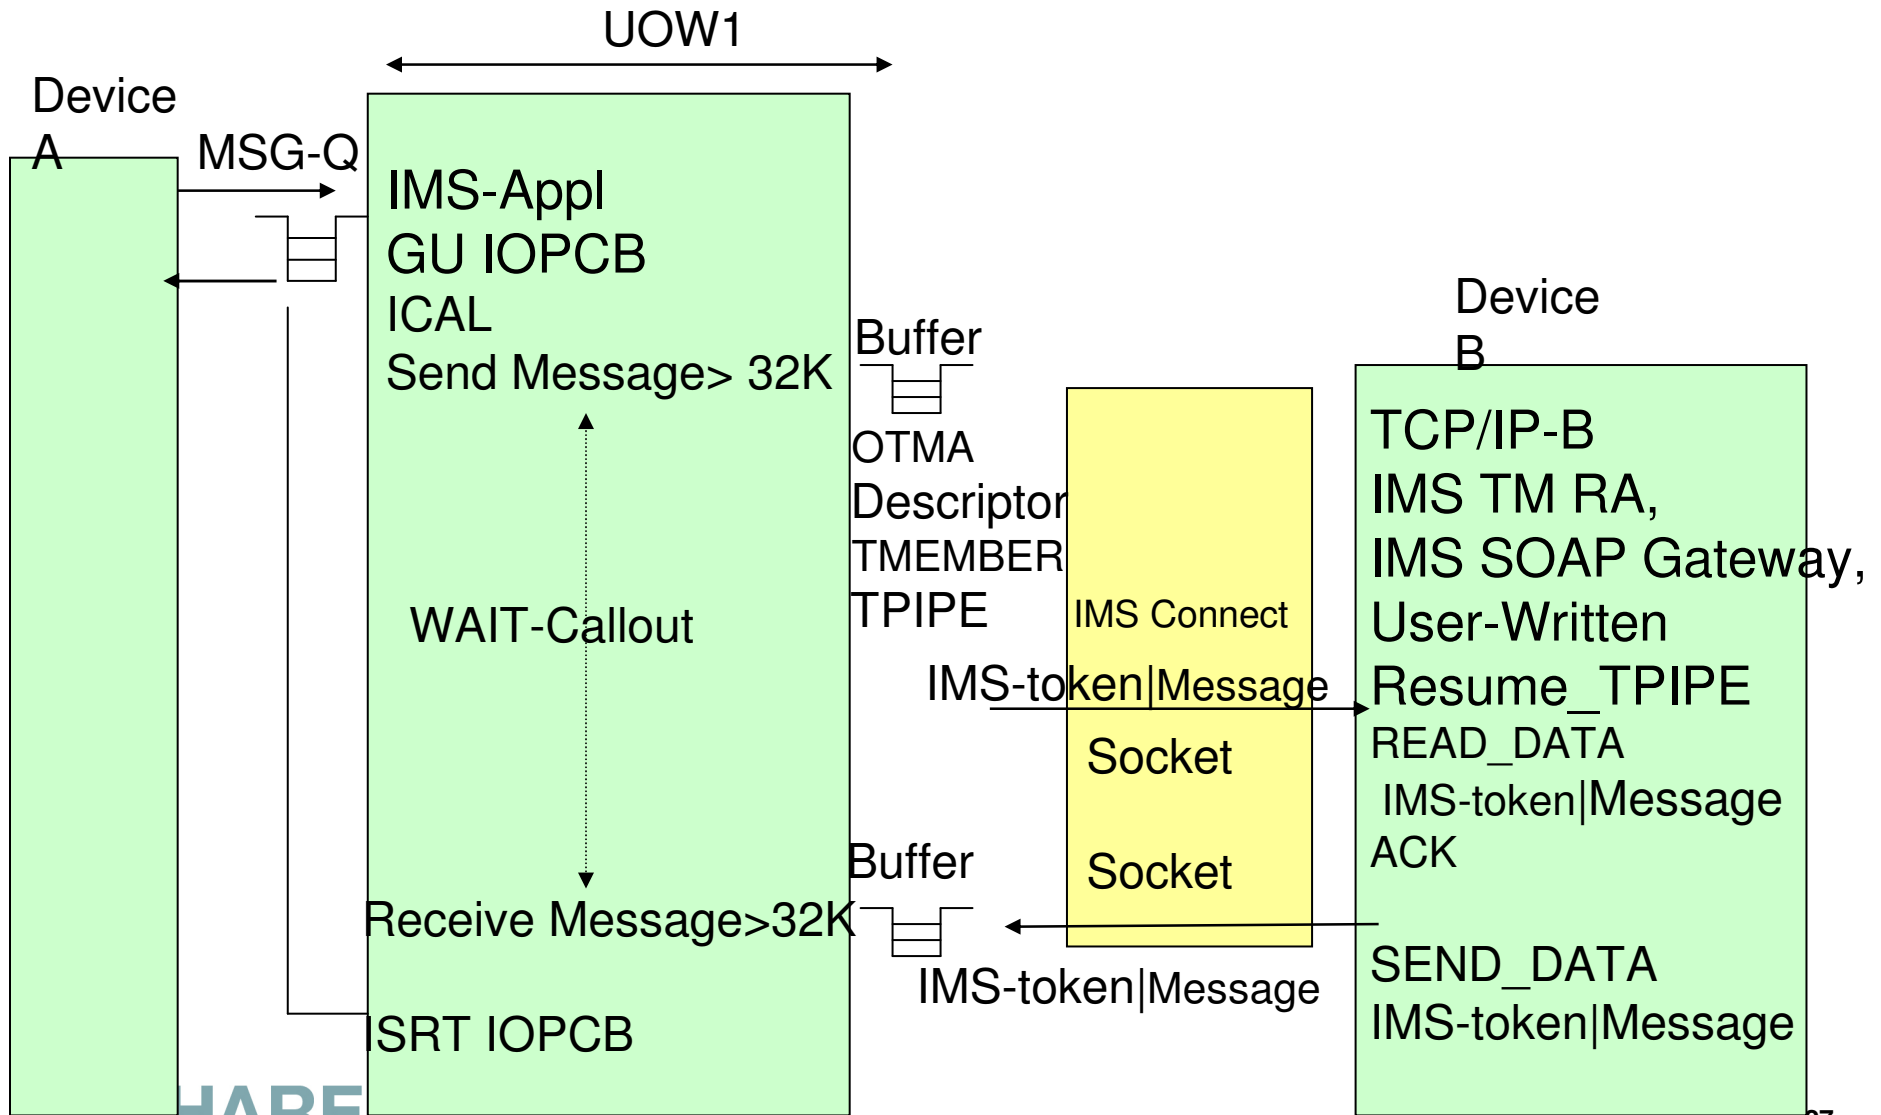 UOW1
Device
A
MSG-Q
IMS-Appl
GU IOPCB
ICAL
Send Message> 32K
WAIT-Callout
Receive Message>32K
ISRT IOPCB
Buffer
OTMA
Descriptor
TMEMBER
TPIPE
IMS Connect
IMS-token|Message
Socket
Socket
Buffer
IMS-token|Message
Device
B
TCP/IP-B
IMS TM RA,
IMS SOAP Gateway,
User-Written
Resume_TPIPE
READ_DATA
IMS-token|Message
ACK
SEND_DATA
IMS-token|Message